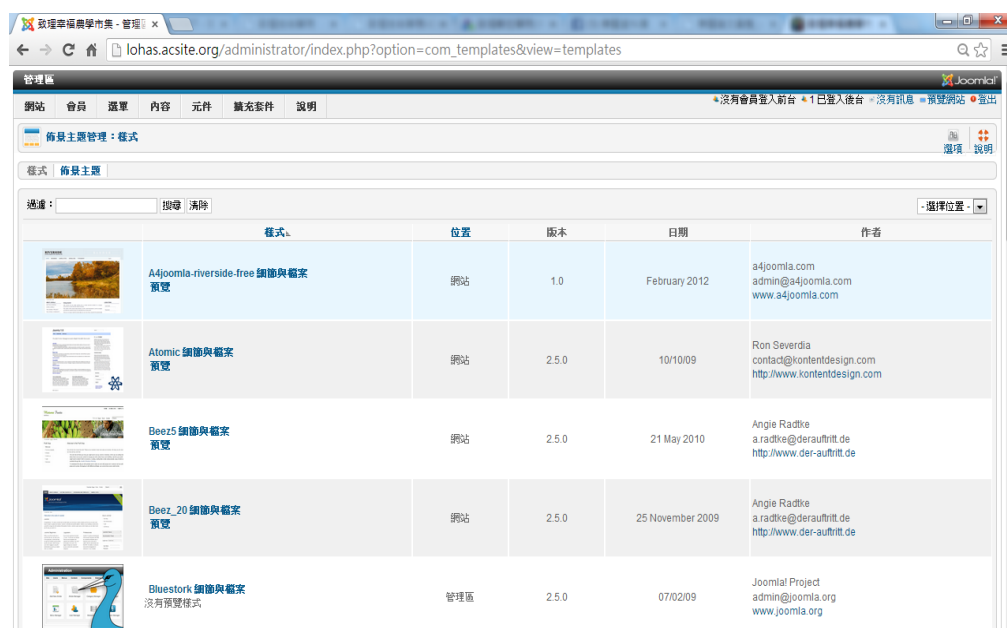 致理幸福農學市集 - 管理
lohas.acsite.org/administrator/index.php?option=com_templates&view=templates
管理區
Joomla!
網站 會員 選單 內容 元件 擴充套件 說明
沒有會員登入前台 1 已登入後台 沒有訊息 預覽網站 登出
佈景主題管理：樣式
選項 說明
樣式 佈景主題
過濾： 搜尋 清除 - 選擇位置 -
樣式 位置 版本 日期 作者
A4joomla-riverside-free 細節與檔案
預覽
網站 1.0 February 2012
a4joomla.com
admin@a4joomla.com
www.a4joomla.com
Atomic 細節與檔案
預覽
網站 2.5.0 10/10/09
Ron Severdia
contact@kontentdesign.com
http://www.kontentdesign.com
Beez5 細節與檔案
預覽
網站 2.5.0 21 May 2010
Angie Radtke
a.radtke@derauftritt.de
http://www.der-auftritt.de
Beez_20 細節與檔案
預覽
網站 2.5.0 25 November 2009
Angie Radtke
a.radtke@derauftritt.de
http://www.der-auftritt.de
Bluestork 細節與檔案
沒有預覽樣式
管理區 2.5.0 07/02/09
Joomla! Project
admin@joomla.org
www.joomla.org